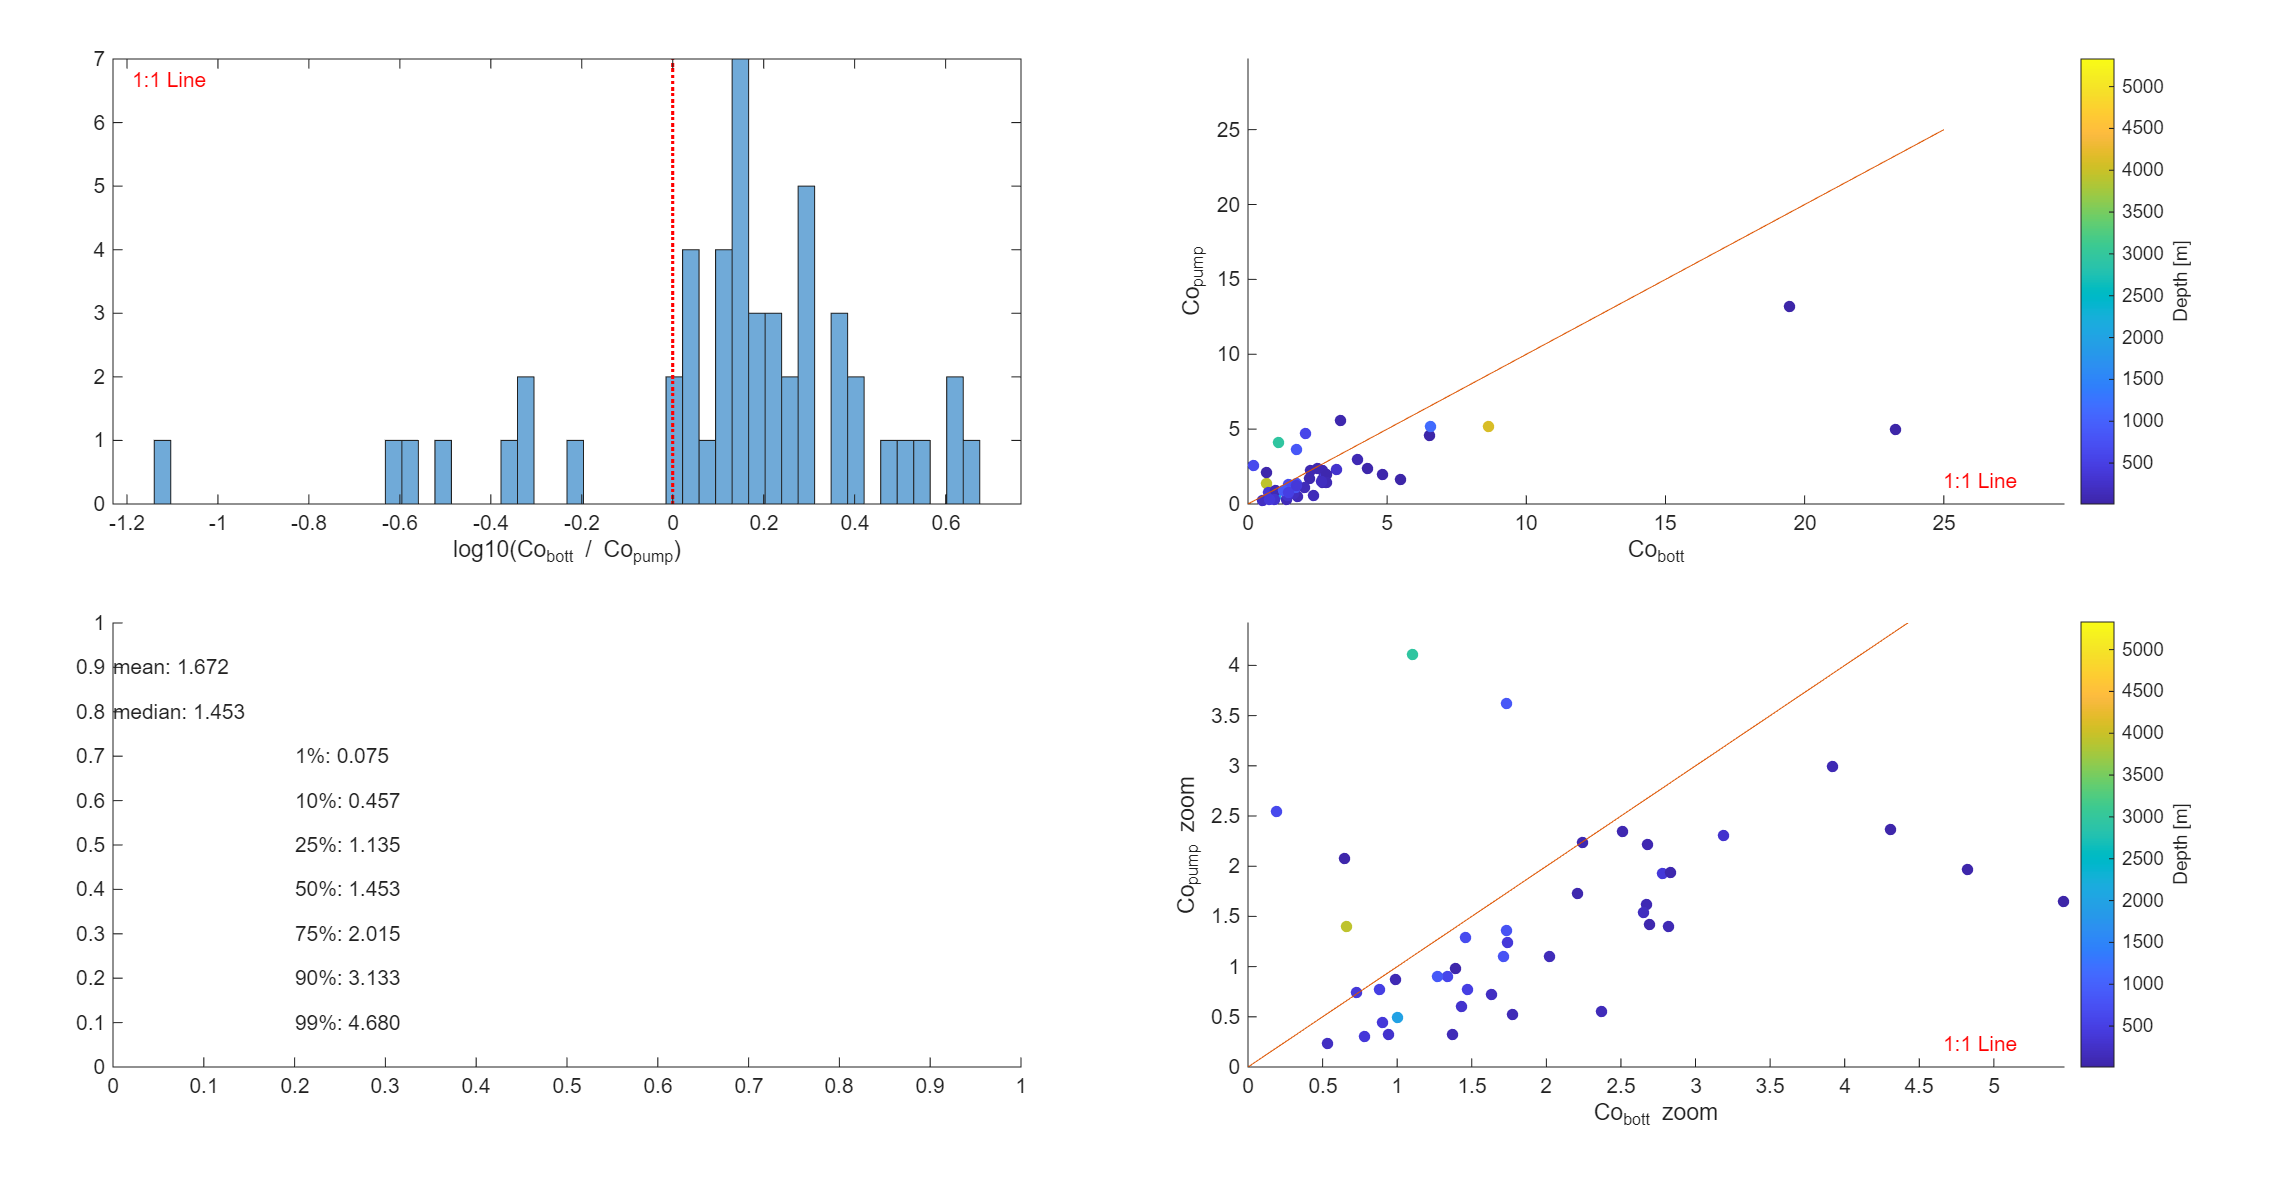 7
6
5
4
3
2
1
0
1:1 Line
-1.2 -1 -0.8 -0.6 -0.4 -0.2 0 0.2 0.4 0.6
log10(Co_bott / Co_pump)
25
20
15
10
5
0
Co_pump
0 5 10 15 20 25
Co_bott
1:1 Line
5000
4500
4000
3500
3000
2500
2000
1500
1000
500
Depth [m]
1
0.9 mean: 1.672
0.8 median: 1.453
0.7 1%: 0.075
0.6 10%: 0.457
0.5 25%: 1.135
0.4 50%: 1.453
0.3 75%: 2.015
0.2 90%: 3.133
0.1 99%: 4.680
0
0 0.1 0.2 0.3 0.4 0.5 0.6 0.7 0.8 0.9 1
4
3.5
3
2.5
2
1.5
1
0.5
0
Co_pump zoom
0 0.5 1 1.5 2 2.5 3 3.5 4 4.5 5
Co_bott zoom
1:1 Line
5000
4500
4000
3500
3000
2500
2000
1500
1000
500
Depth [m]